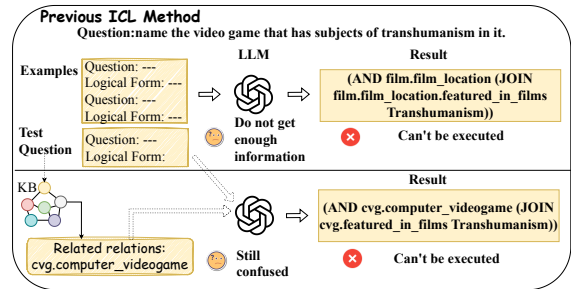 Previous ICL Method
Question:name the video game that has subjects of transhumanism in it.
Examples
Question: ---
Logical Form: ---
Question: ---
Logical Form: ---
LLM
Do not get
enough
information
Result
(AND film.film_location (JOIN
film.film_location.featured_in_films
Transhumanism))
Can't be executed
Test
Question
Question: ---
Logical Form:
KB
Related relations:
cvg.computer_videogame
Still
confused
Result
(AND cvg.computer_videogame (JOIN
cvg.featured_in_films Transhumanism))
Can't be executed